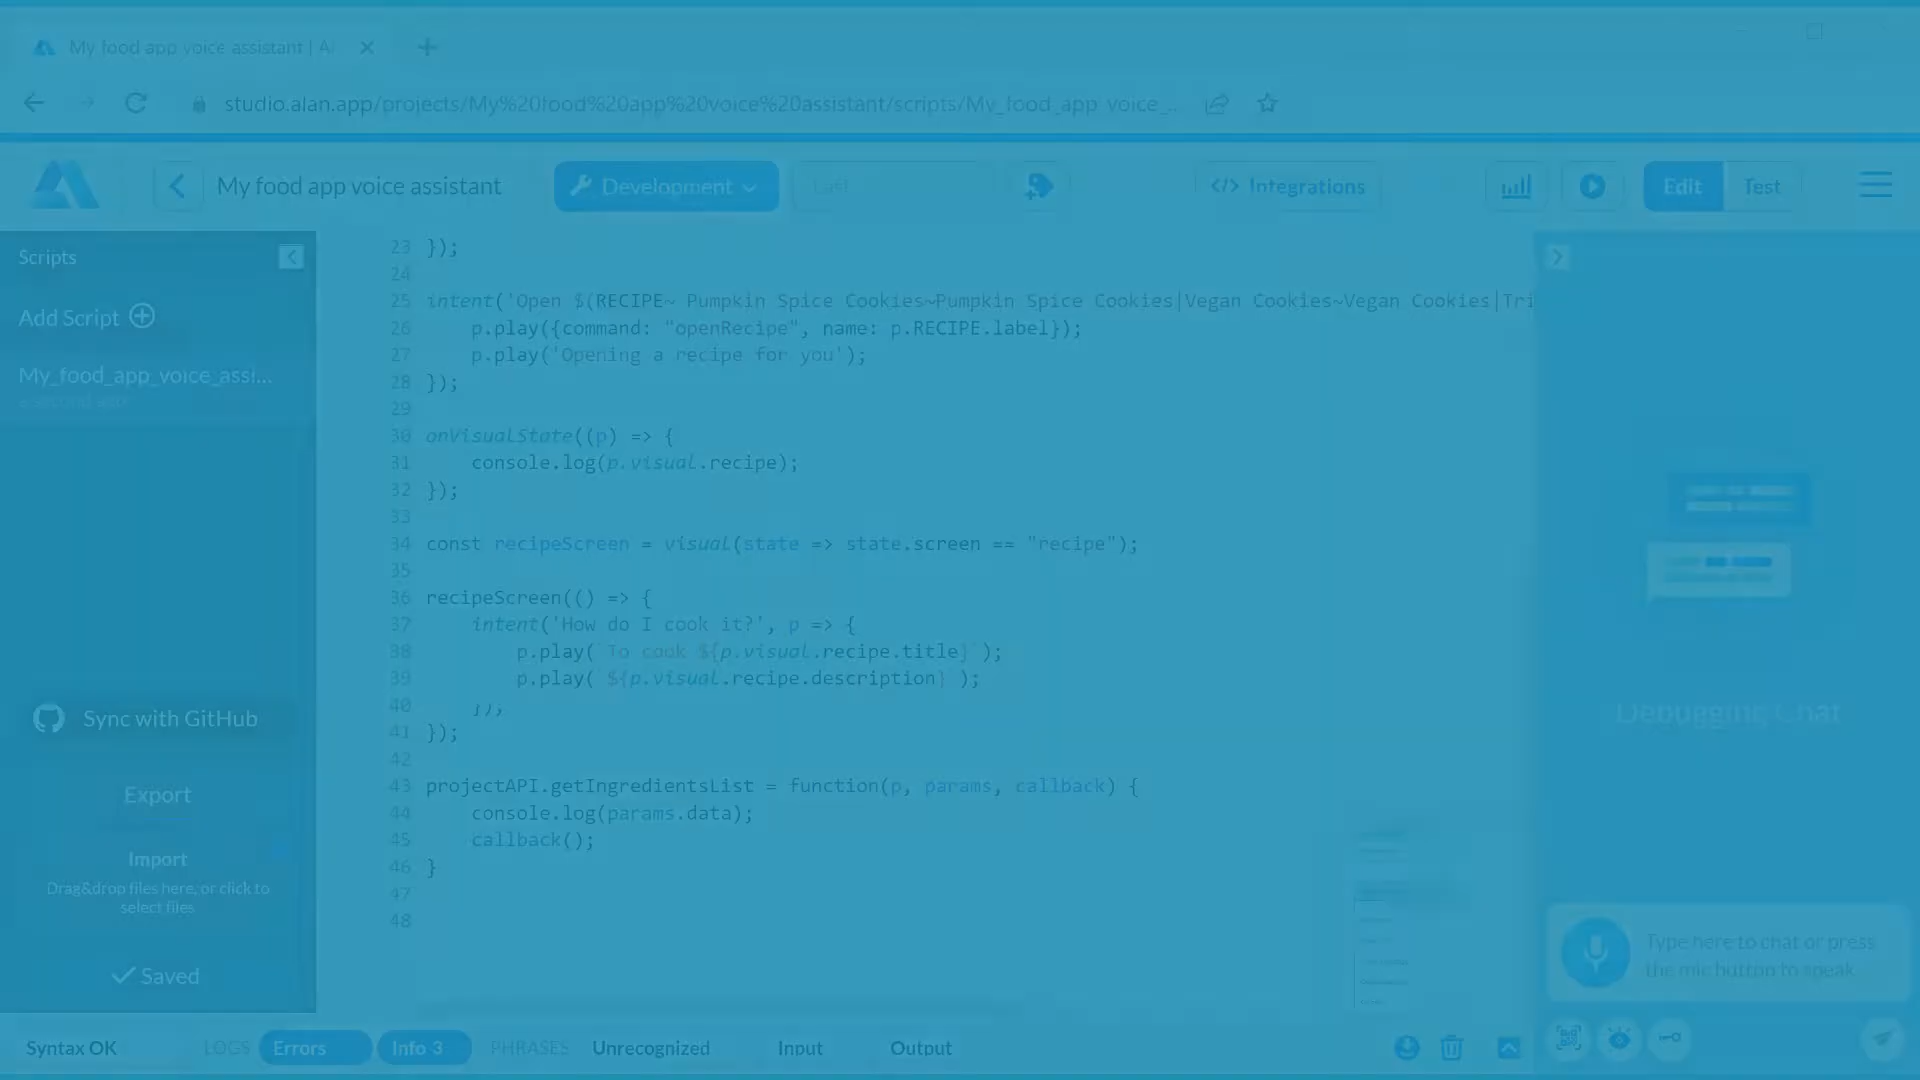 My food app voice assistant | A
studio.alan.app/projects/My%20food%20app%20voice%20assistant/scripts/My_food_app_voice_...
My food app voice assistant
Development
Last
</> Integrations
Edit
Test
Scripts
Add Script
My_food_app_voice_assi...
Sync with GitHub
Export
Import
Drag&drop files here, or click to
select files
Saved
23 });
24
25 intent('Open $(RECIPE~ Pumpkin Spice Cookies~Pumpkin Spice Cookies|Vegan Cookies~Vegan Cookies|Tri
26 p.play({command: "openRecipe", name: p.RECIPE.label});
27 p.play('Opening a recipe for you');
28 });
29
30 onVisualState((p) => {
31 console.log(p.visual.recipe);
32 });
33
34 const recipeScreen = visual(state => state.screen == "recipe");
35
36 recipeScreen(() => {
37 intent('How do I cook it?', p => {
38 p.play(`To cook ${p.visual.recipe.title}`);
39 p.play(`${p.visual.recipe.description}`);
40 });
41 });
42
43 projectAPI.getIngredientsList = function(p, params, callback) {
44 console.log(params.data);
45 callback();
46 }
47
48
Debugging Chat
Type here to chat or press
the mic button to speak.
Syntax OK
LOGS
Errors
Info 3
PHRASES
Unrecognized
Input
Output